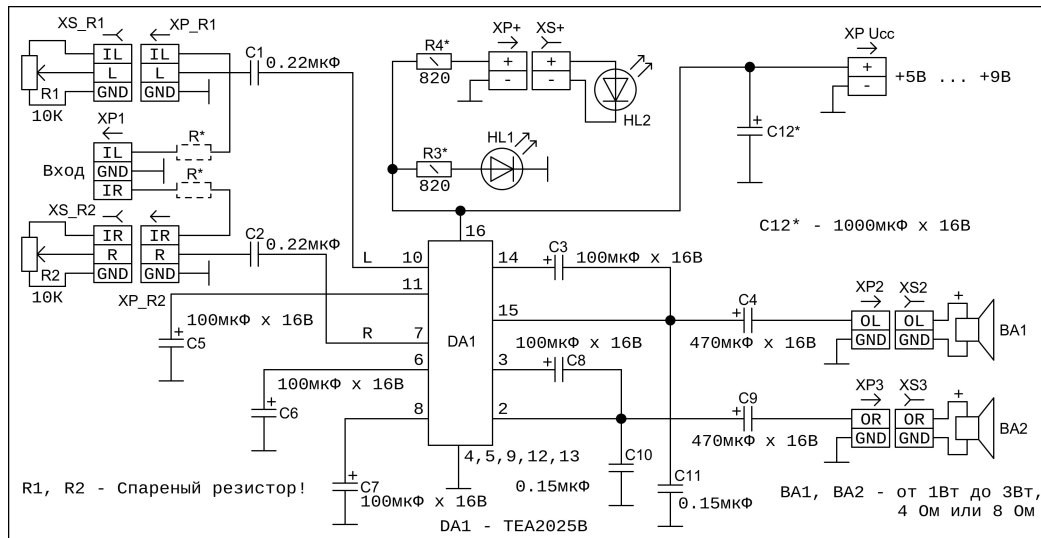 XS_R1
XP_R1
IL
L
GND
IL
L
GND
R1
10К
C1
0.22мкФ
XP1
IL
GND
IR
Вход
R*
R*
XS_R2
IR
R
GND
IR
R
GND
R2
10К
XP_R2
C2
0.22мкФ
R4*
820
XP+
XS+
+
-
+
-
HL2
R3*
820
HL1
XP Ucc
+
-
+5В ... +9В
+
C12*
C12* - 1000мкФ x 16В
16
L
10
11
R
7
6
8
DA1
14
15
3
2
4,5,9,12,13
+
C5
100мкФ x 16В
+
C6
100мкФ x 16В
+
C7
100мкФ x 16В
C3
+
100мкФ x 16В
100мкФ x 16В
+
C8
C4
+
470мкФ x 16В
C9
+
470мкФ x 16В
C10
0.15мкФ
C11
0.15мкФ
XP2
XS2
OL
GND
OL
GND
+
BA1
XP3
XS3
OR
GND
OR
GND
+
BA2
R1, R2 - Спареный резистор!
DA1 - TEA2025B
BA1, BA2 - от 1Вт до 3Вт,
4 Ом или 8 Ом